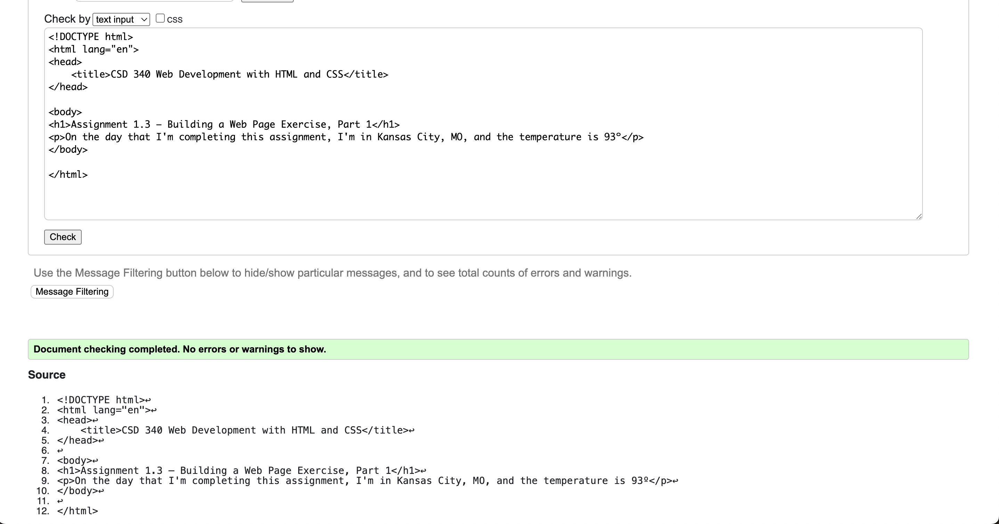 Check by text input CSS
<!DOCTYPE html>
<html lang="en">
<head>
    <title>CSD 340 Web Development with HTML and CSS</title>
</head>

<body>
<h1>Assignment 1.3 – Building a Web Page Exercise, Part 1</h1>
<p>On the day that I'm completing this assignment, I'm in Kansas City, MO, and the temperature is 93º</p>
</body>

</html>
Check
Use the Message Filtering button below to hide/show particular messages, and to see total counts of errors and warnings.
Message Filtering
Document checking completed. No errors or warnings to show.
Source
1. <!DOCTYPE html>↩
2. <html lang="en">↩
3. <head>↩
4.     <title>CSD 340 Web Development with HTML and CSS</title>↩
5. </head>↩
6. ↩
7. <body>↩
8. <h1>Assignment 1.3 – Building a Web Page Exercise, Part 1</h1>↩
9. <p>On the day that I'm completing this assignment, I'm in Kansas City, MO, and the temperature is 93º</p>↩
10. </body>↩
11. ↩
12. </html>